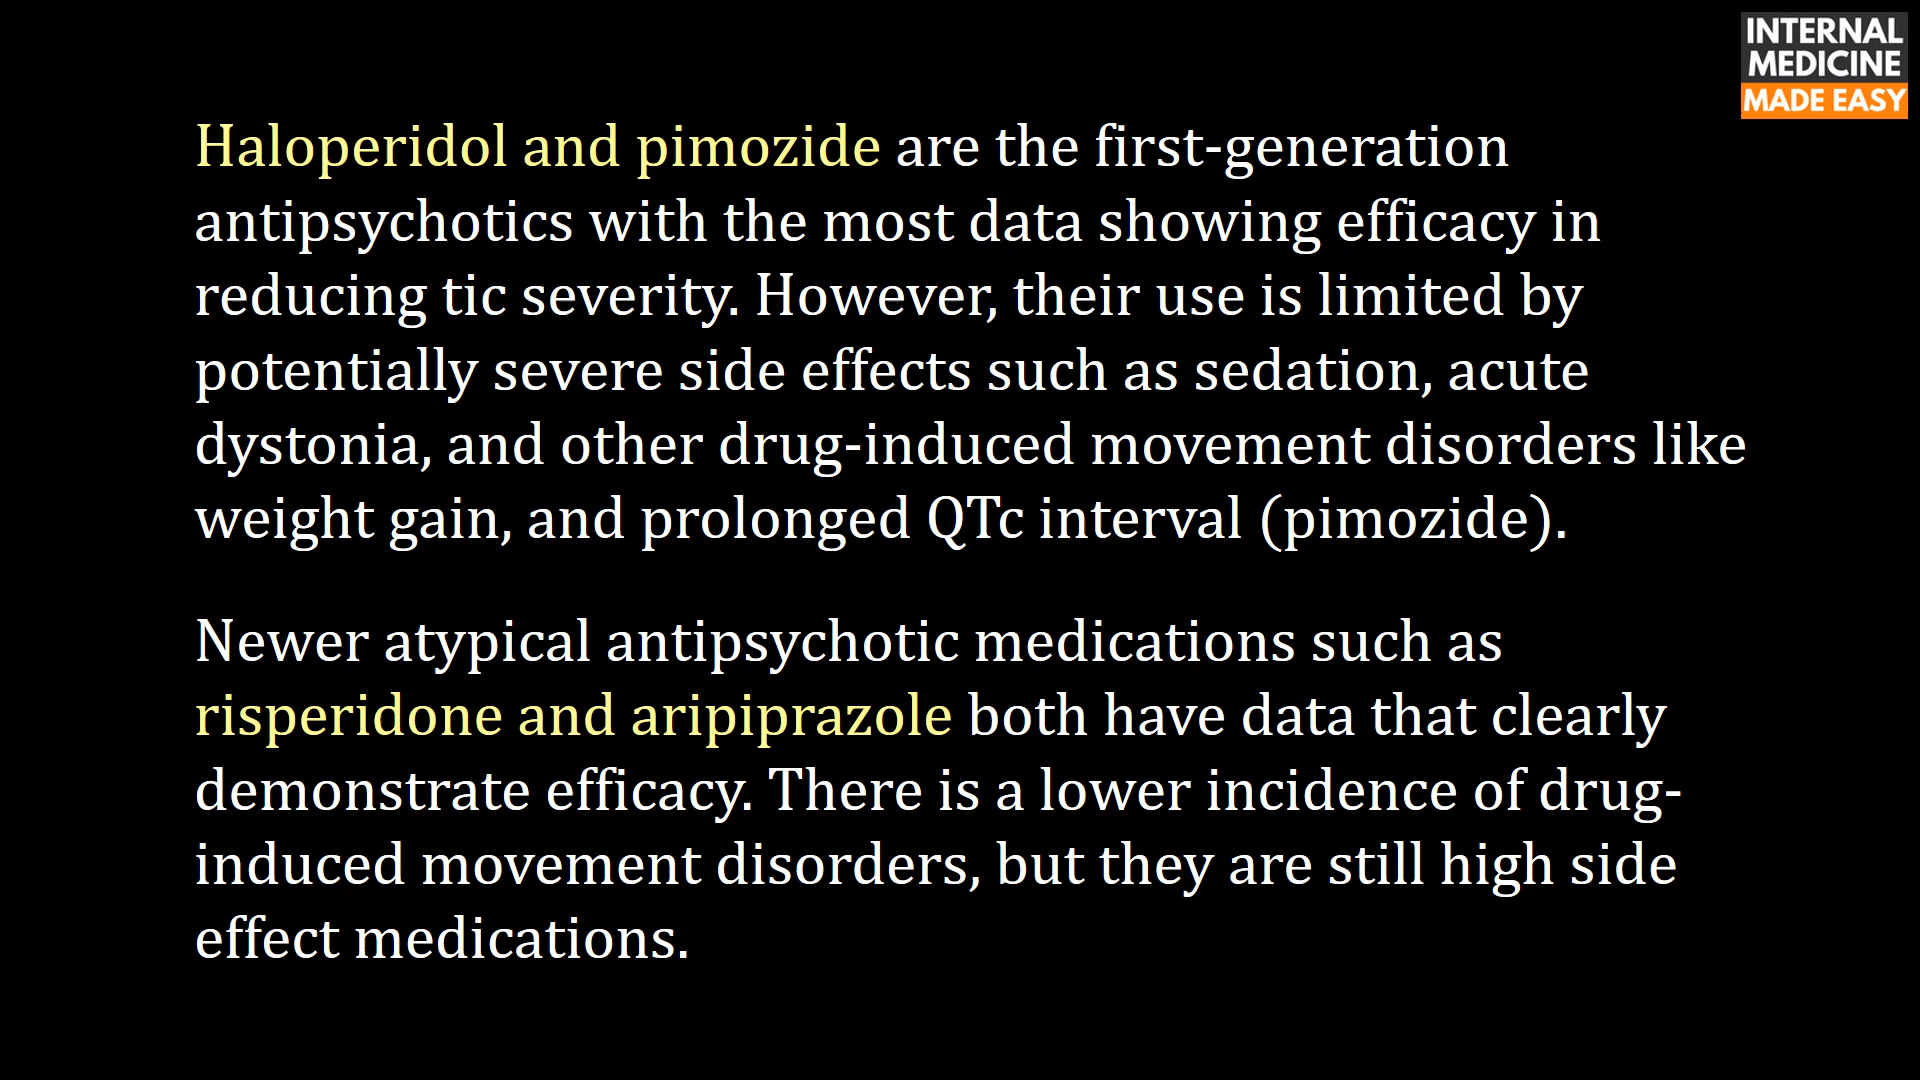 INTERNAL
MEDICINE
MADE EASY
Haloperidol and pimozide are the first-generation
antipsychotics with the most data showing efficacy in
reducing tic severity. However, their use is limited by
potentially severe side effects such as sedation, acute
dystonia, and other drug-induced movement disorders like
weight gain, and prolonged QTc interval (pimozide).
Newer atypical antipsychotic medications such as
risperidone and aripiprazole both have data that clearly
demonstrate efficacy. There is a lower incidence of drug-
induced movement disorders, but they are still high side
effect medications.